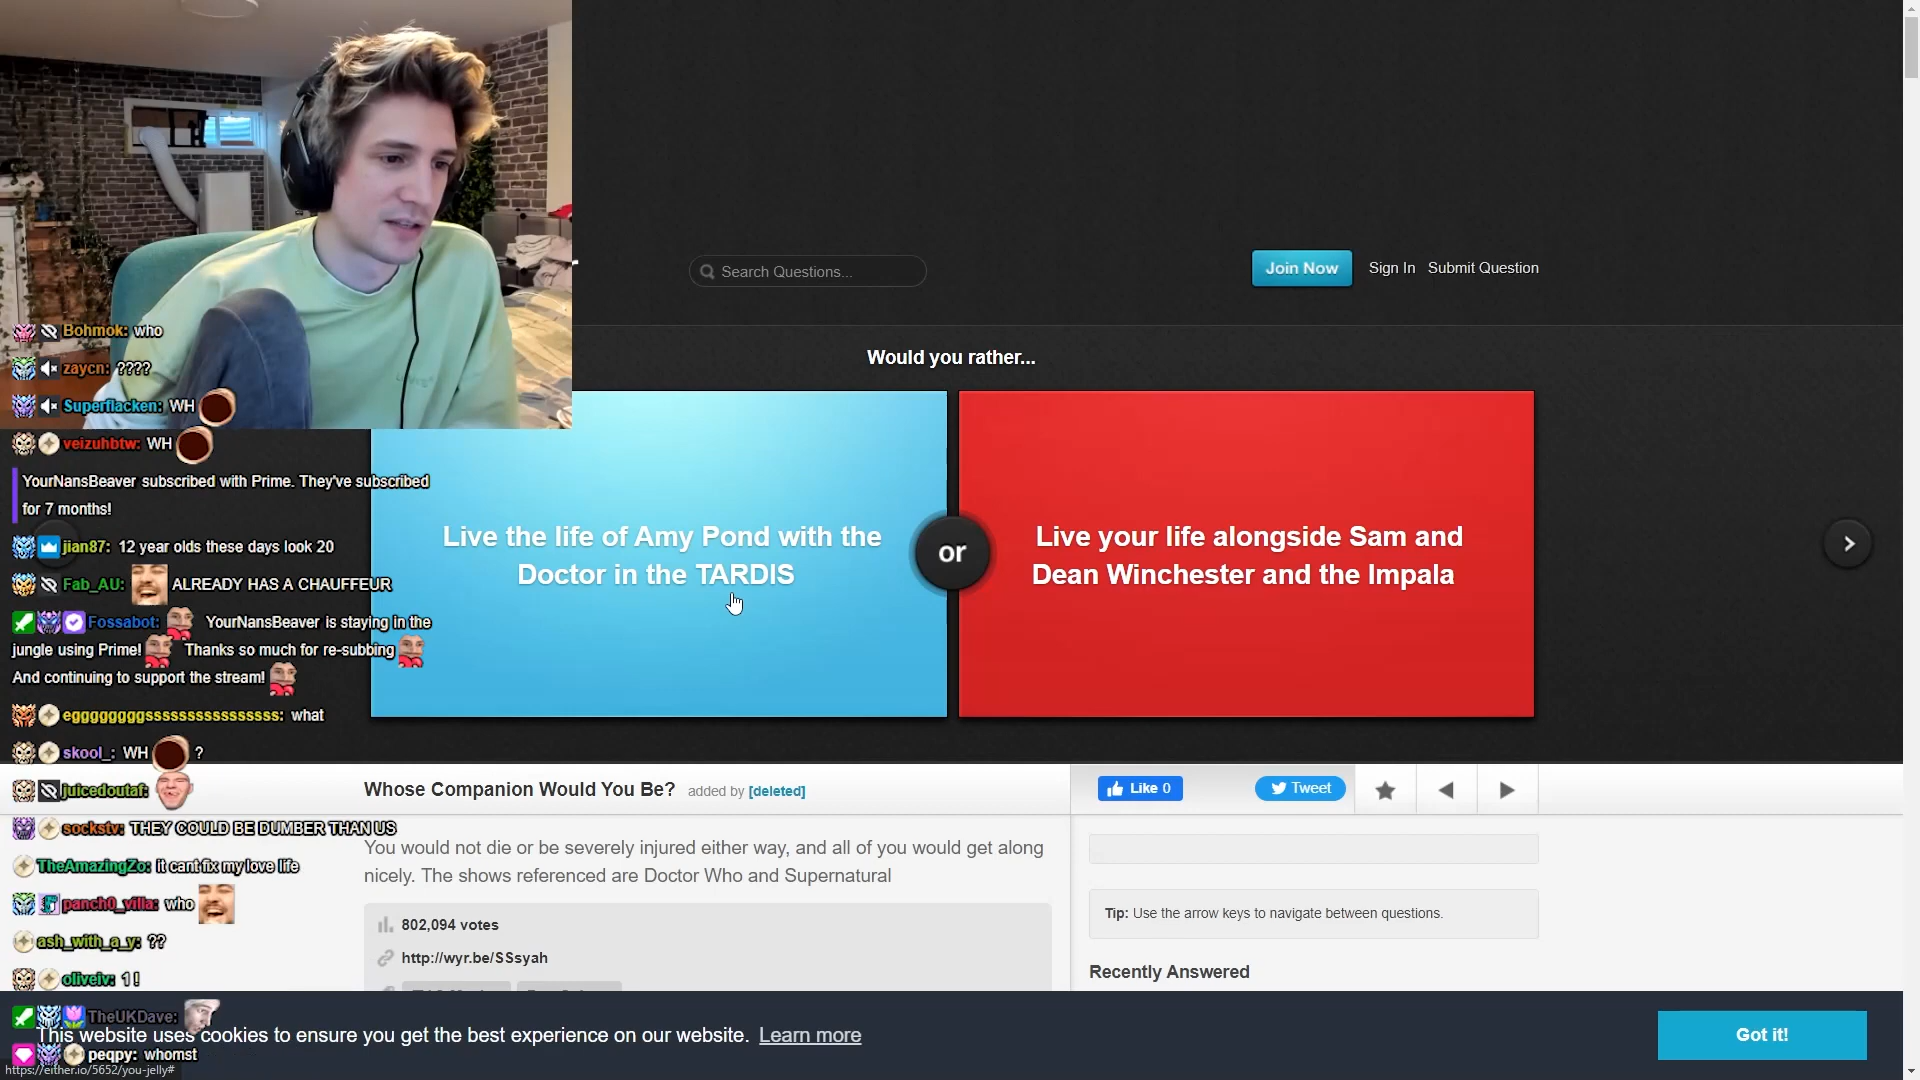 Search Questions...
Join Now
Sign In
Submit Question
Would you rather...
Live the life of Amy Pond with the
Doctor in the TARDIS
or
Live your life alongside Sam and
Dean Winchester and the Impala
Bohmok: who
zaycn: ????
Superflacken: WH
veizuhbtw: WH
YourNansBeaver subscribed with Prime. They've subscribed
for 7 months!
jian87: 12 year olds these days look 20
Fab_AU: ALREADY HAS A CHAUFFEUR
Fossabot: YourNansBeaver is staying in the
jungle using Prime! Thanks so much for re-subbing
And continuing to support the stream!
eggggggggssssssssssssssss: what
skool_: WH ?
juicedoutaf:
sockstv: THEY COULD BE DUMBER THAN US
TheAmazingZo: it cant fix my love life
panch0_villa: who
ash_with_a_y: ??
oliveiv: 1 !
TheUKDave:
peqpy: whomst
Whose Companion Would You Be? added by [deleted]
Like 0
Tweet
You would not die or be severely injured either way, and all of you would get along
nicely. The shows referenced are Doctor Who and Supernatural
802,094 votes
http://wyr.be/SSsyah
Tip: Use the arrow keys to navigate between questions.
Recently Answered
This website uses cookies to ensure you get the best experience on our website. Learn more
Got it!
https://either.io/5652/you-jelly#